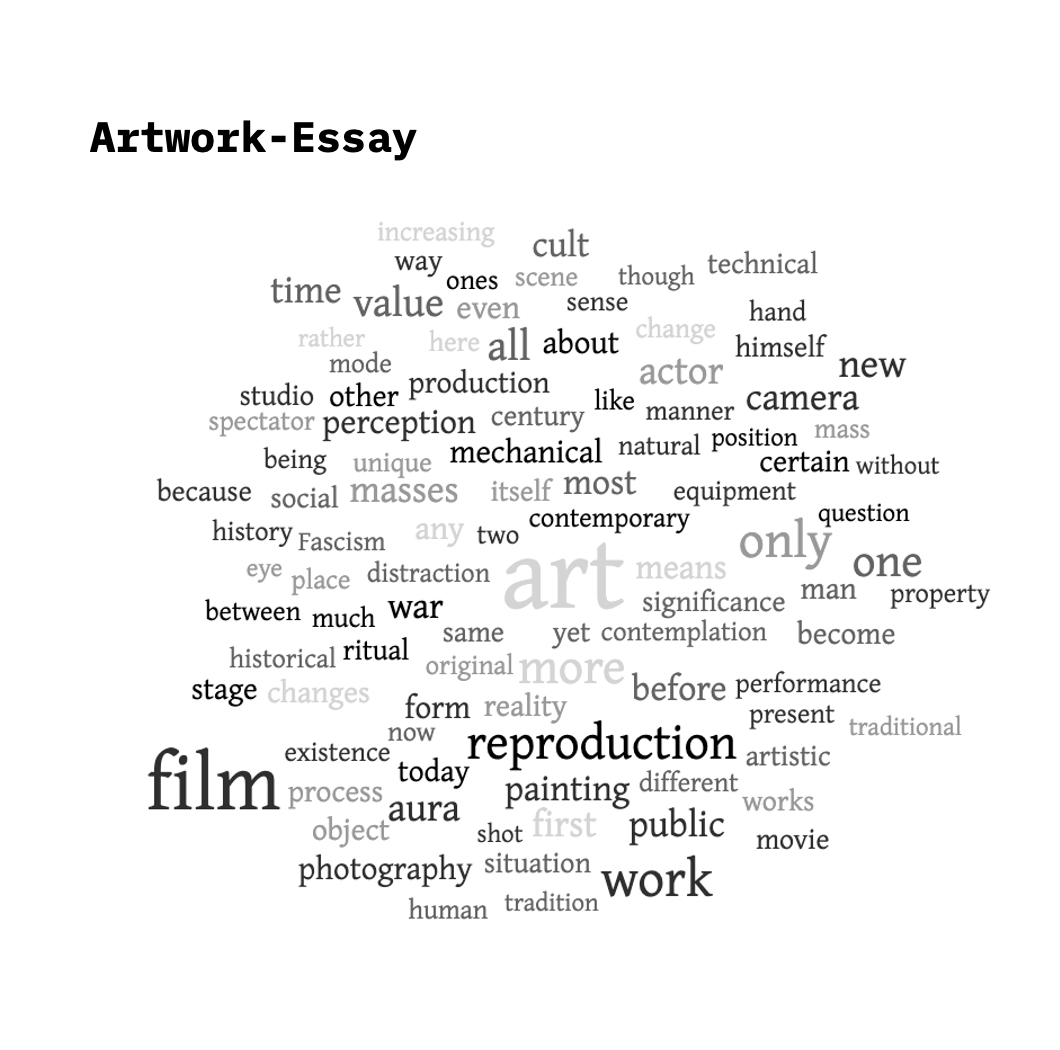 Artwork-Essay
increasing cult
way ones scene though technical
time value even sense hand
rather here all about change himself
mode actor new
studio other production like manner camera
spectator perception century mass
being unique mechanical natural position certain without
because social masses itself most equipment
history Fascism any two contemporary question
only one
eye place distraction art means man property
between much war significance
same yet contemplation become
historical ritual original more
stage changes before performance
form reality present traditional
now reproduction artistic
existence today
film process painting different works
object aura shot first public movie
photography situation work
human tradition